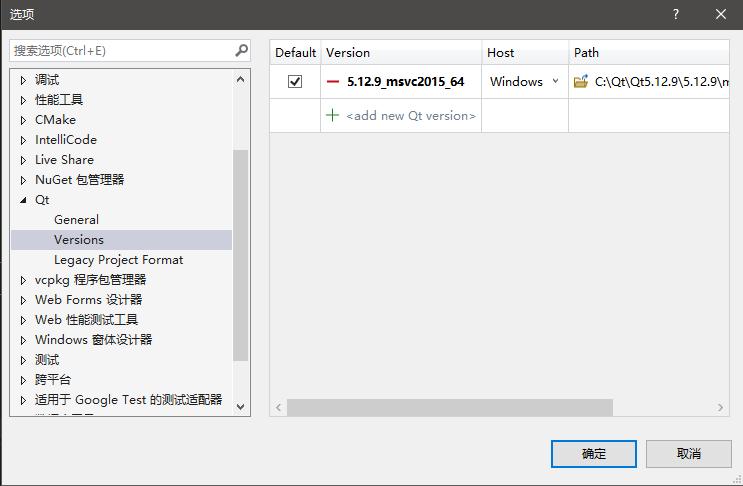 选项
搜索选项(Ctrl+E)
调试
性能工具
CMake
IntelliCode
Live Share
NuGet 包管理器
Qt
General
Versions
Legacy Project Format
vcpkg 程序包管理器
Web Forms 设计器
Web 性能测试工具
Windows 窗体设计器
测试
跨平台
适用于 Google Test 的测试适配器
Default Version Host Path
5.12.9_msvc2015_64 Windows C:\Qt\Qt5.12.9\5.12.9\m
<add new Qt version>
确定 取消